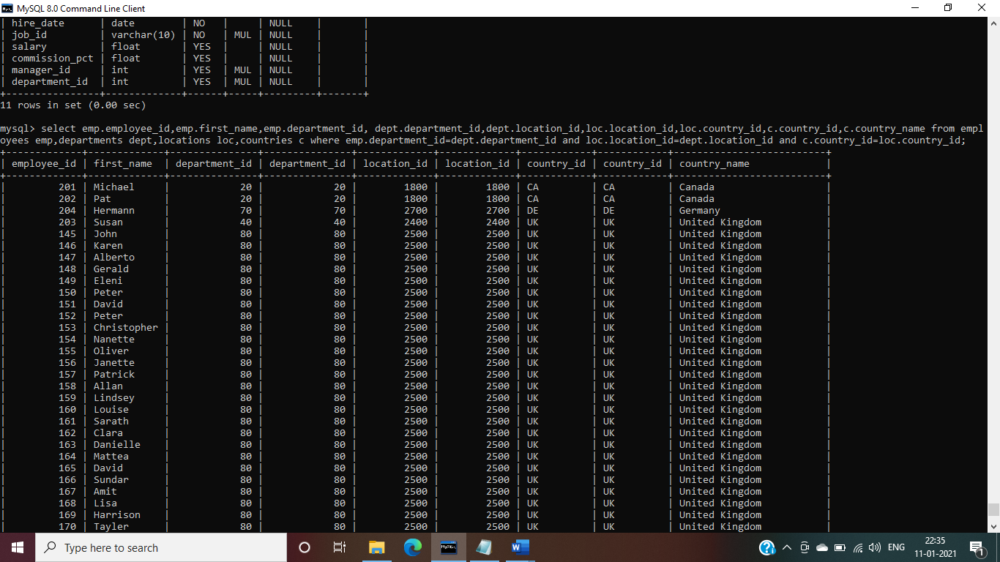 MySQL 8.0 Command Line Client
| hire_date       | date        | NO   |     | NULL    |       |
| job_id          | varchar(10) | NO   | MUL | NULL    |       |
| salary          | float       | YES  |     | NULL    |       |
| commission_pct  | float       | YES  |     | NULL    |       |
| manager_id      | int         | YES  | MUL | NULL    |       |
| department_id   | int         | YES  | MUL | NULL    |       |
+-----------------+-------------+------+-----+---------+-------+
11 rows in set (0.00 sec)
mysql> select emp.employee_id,emp.first_name,emp.department_id, dept.department_id,dept.location_id,loc.location_id,loc.country_id,c.country_id,c.country_name from empl
oyees emp,departments dept,locations loc,countries c where emp.department_id=dept.department_id and loc.location_id=dept.location_id and c.country_id=loc.country_id;
+-------------+-------------+---------------+---------------+-------------+-------------+------------+------------+--------------------------+
| employee_id | first_name  | department_id | department_id | location_id | location_id | country_id | country_id | country_name             |
+-------------+-------------+---------------+---------------+-------------+-------------+------------+------------+--------------------------+
|         201 | Michael     |            20 |            20 |        1800 |        1800 | CA         | CA         | Canada                   |
|         202 | Pat         |            20 |            20 |        1800 |        1800 | CA         | CA         | Canada                   |
|         204 | Hermann     |            70 |            70 |        2700 |        2700 | DE         | DE         | Germany                  |
|         203 | Susan       |            40 |            40 |        2400 |        2400 | UK         | UK         | United Kingdom           |
|         145 | John        |            80 |            80 |        2500 |        2500 | UK         | UK         | United Kingdom           |
|         146 | Karen       |            80 |            80 |        2500 |        2500 | UK         | UK         | United Kingdom           |
|         147 | Alberto     |            80 |            80 |        2500 |        2500 | UK         | UK         | United Kingdom           |
|         148 | Gerald      |            80 |            80 |        2500 |        2500 | UK         | UK         | United Kingdom           |
|         149 | Eleni       |            80 |            80 |        2500 |        2500 | UK         | UK         | United Kingdom           |
|         150 | Peter       |            80 |            80 |        2500 |        2500 | UK         | UK         | United Kingdom           |
|         151 | David       |            80 |            80 |        2500 |        2500 | UK         | UK         | United Kingdom           |
|         152 | Peter       |            80 |            80 |        2500 |        2500 | UK         | UK         | United Kingdom           |
|         153 | Christopher |            80 |            80 |        2500 |        2500 | UK         | UK         | United Kingdom           |
|         154 | Nanette     |            80 |            80 |        2500 |        2500 | UK         | UK         | United Kingdom           |
|         155 | Oliver      |            80 |            80 |        2500 |        2500 | UK         | UK         | United Kingdom           |
|         156 | Janette     |            80 |            80 |        2500 |        2500 | UK         | UK         | United Kingdom           |
|         157 | Patrick     |            80 |            80 |        2500 |        2500 | UK         | UK         | United Kingdom           |
|         158 | Allan       |            80 |            80 |        2500 |        2500 | UK         | UK         | United Kingdom           |
|         159 | Lindsey     |            80 |            80 |        2500 |        2500 | UK         | UK         | United Kingdom           |
|         160 | Louise      |            80 |            80 |        2500 |        2500 | UK         | UK         | United Kingdom           |
|         161 | Sarath      |            80 |            80 |        2500 |        2500 | UK         | UK         | United Kingdom           |
|         162 | Clara       |            80 |            80 |        2500 |        2500 | UK         | UK         | United Kingdom           |
|         163 | Danielle    |            80 |            80 |        2500 |        2500 | UK         | UK         | United Kingdom           |
|         164 | Mattea      |            80 |            80 |        2500 |        2500 | UK         | UK         | United Kingdom           |
|         165 | David       |            80 |            80 |        2500 |        2500 | UK         | UK         | United Kingdom           |
|         166 | Sundar      |            80 |            80 |        2500 |        2500 | UK         | UK         | United Kingdom           |
|         167 | Amit        |            80 |            80 |        2500 |        2500 | UK         | UK         | United Kingdom           |
|         168 | Lisa        |            80 |            80 |        2500 |        2500 | UK         | UK         | United Kingdom           |
|         169 | Harrison    |            80 |            80 |        2500 |        2500 | UK         | UK         | United Kingdom           |
|         170 | Tayler      |            80 |            80 |        2500 |        2500 | UK         | UK         | United Kingdom           |
Type here to search
ENG
22:35
11-01-2021
1